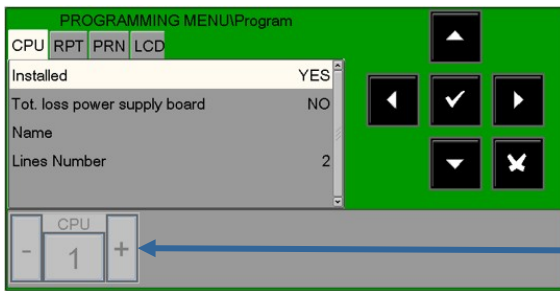 PROGRAMMING MENU\Program
CPU RPT PRN LCD
Installed YES
Tot. loss power supply board NO
Name
Lines Number 2
CPU
- 1 +